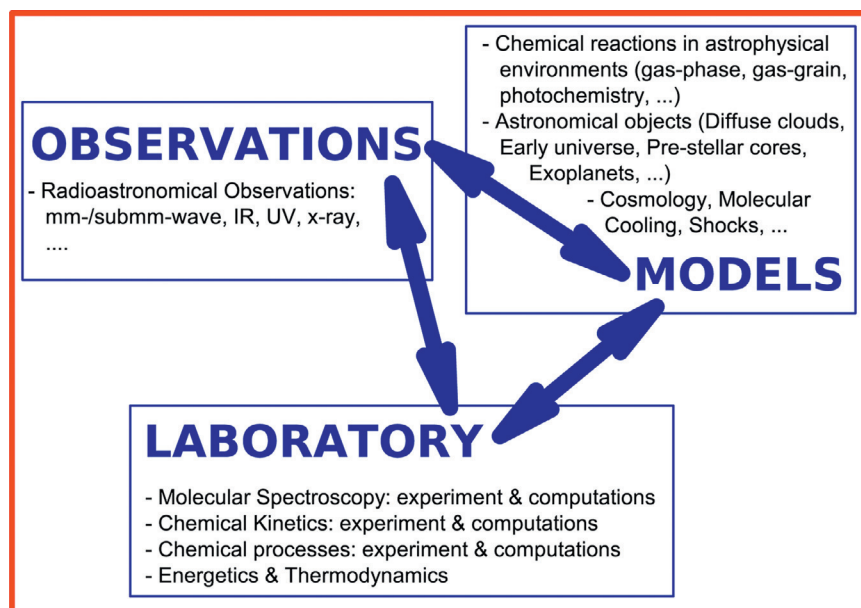 OBSERVATIONS
- Radioastronomical Observations:
mm-/submm-wave, IR, UV, x-ray,
....
- Chemical reactions in astrophysical
environments (gas-phase, gas-grain,
photochemistry, ...)
- Astronomical objects (Diffuse clouds,
Early universe, Pre-stellar cores,
Exoplanets, ...)
- Cosmology, Molecular
Cooling, Shocks, ...
MODELS
LABORATORY
- Molecular Spectroscopy: experiment & computations
- Chemical Kinetics: experiment & computations
- Chemical processes: experiment & computations
- Energetics & Thermodynamics